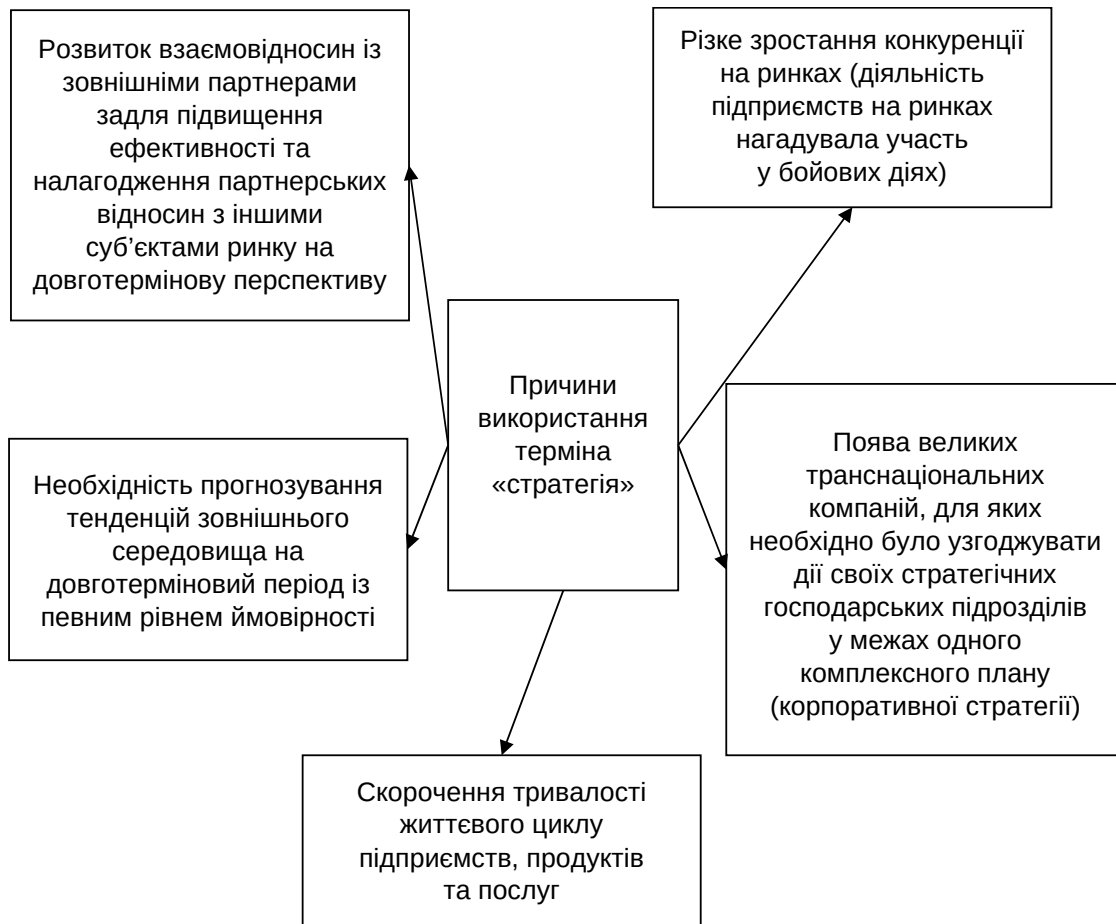 Розвиток взаємовідносин із
зовнішніми партнерами
задля підвищення
ефективності та
налагодження партнерських
відносин з іншими
суб’єктами ринку на
довготермінову перспективу
Різке зростання конкуренції
на ринках (діяльність
підприємств на ринках
нагадувала участь
у бойових діях)
Причини
використання
терміна
«стратегія»
Необхідність прогнозування
тенденцій зовнішнього
середовища на
довготерміновий період із
певним рівнем ймовірності
Поява великих
транснаціональних
компаній, для яких
необхідно було узгоджувати
дії своїх стратегічних
господарських підрозділів
у межах одного
комплексного плану
(корпоративної стратегії)
Скорочення тривалості
життєвого циклу
підприємств, продуктів
та послуг